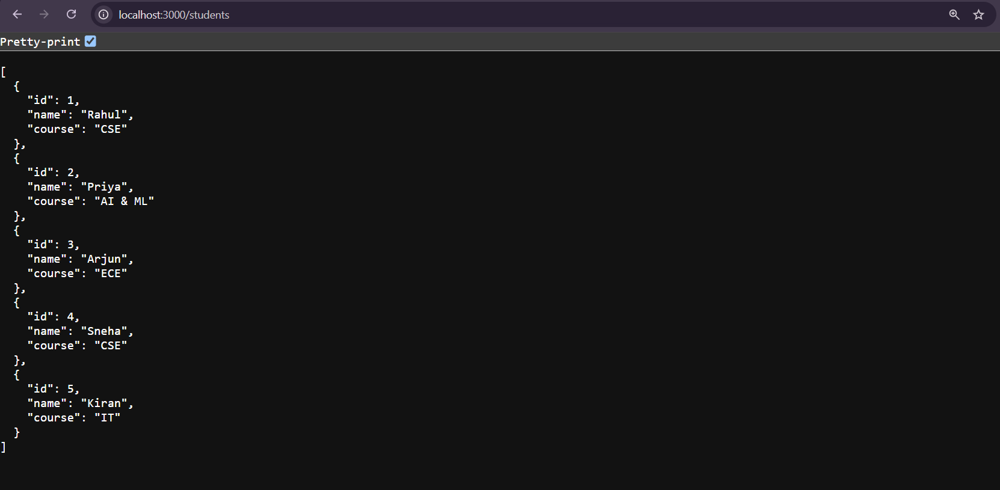 localhost:3000/students
Pretty-print
[
  {
    "id": 1,
    "name": "Rahul",
    "course": "CSE"
  },
  {
    "id": 2,
    "name": "Priya",
    "course": "AI & ML"
  },
  {
    "id": 3,
    "name": "Arjun",
    "course": "ECE"
  },
  {
    "id": 4,
    "name": "Sneha",
    "course": "CSE"
  },
  {
    "id": 5,
    "name": "Kiran",
    "course": "IT"
  }
]